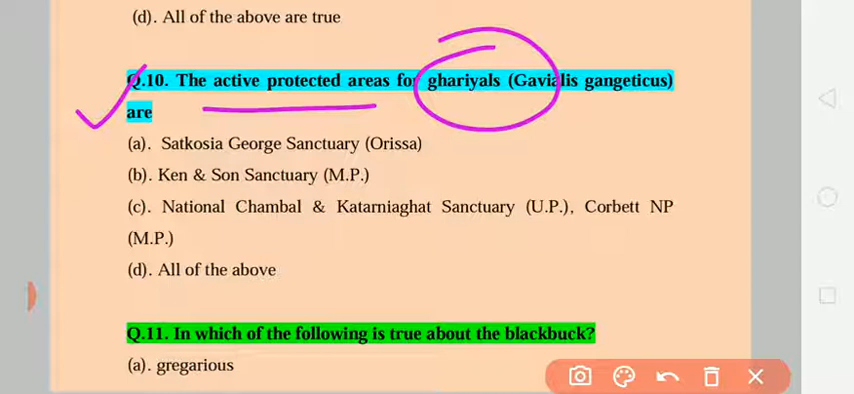 (d). All of the above are true
Q.10. The active protected areas for ghariyals (Gavialis gangeticus)
are
(a). Satkosia George Sanctuary (Orissa)
(b). Ken & Son Sanctuary (M.P.)
(c). National Chambal & Katarniaghat Sanctuary (U.P.), Corbett NP
(M.P.)
(d). All of the above
Q.11. In which of the following is true about the blackbuck?
(a). gregarious